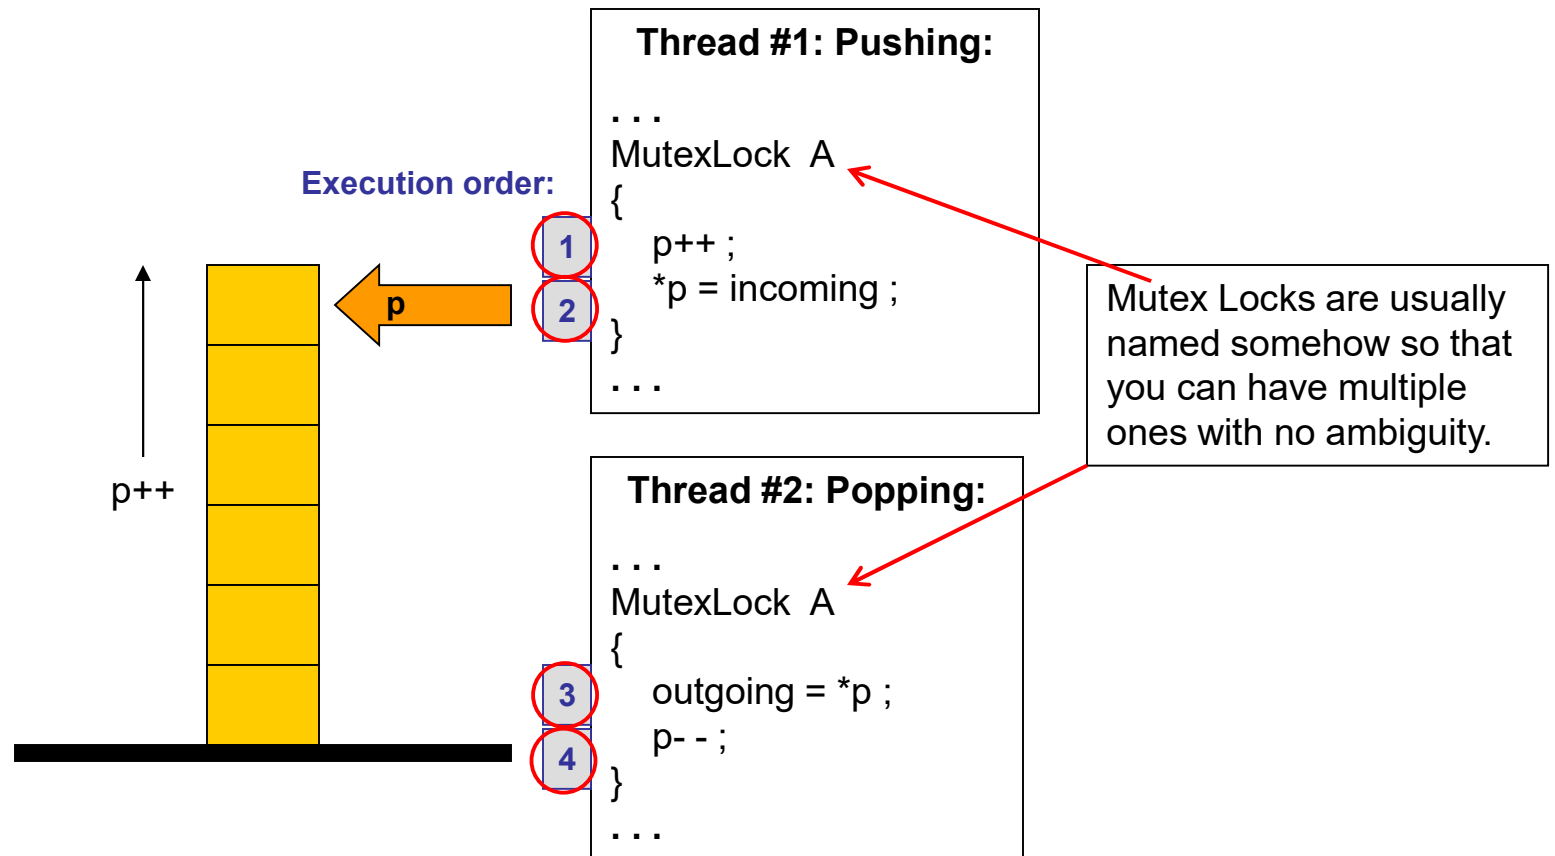 Thread #1: Pushing:
. . .
MutexLock A
{
p++ ;
*p = incoming ;
}
. . .
Execution order:
1
2
p
p++
Mutex Locks are usually
named somehow so that
you can have multiple
ones with no ambiguity.
Thread #2: Popping:
. . .
MutexLock A
{
outgoing = *p ;
p- - ;
}
. . .
3
4